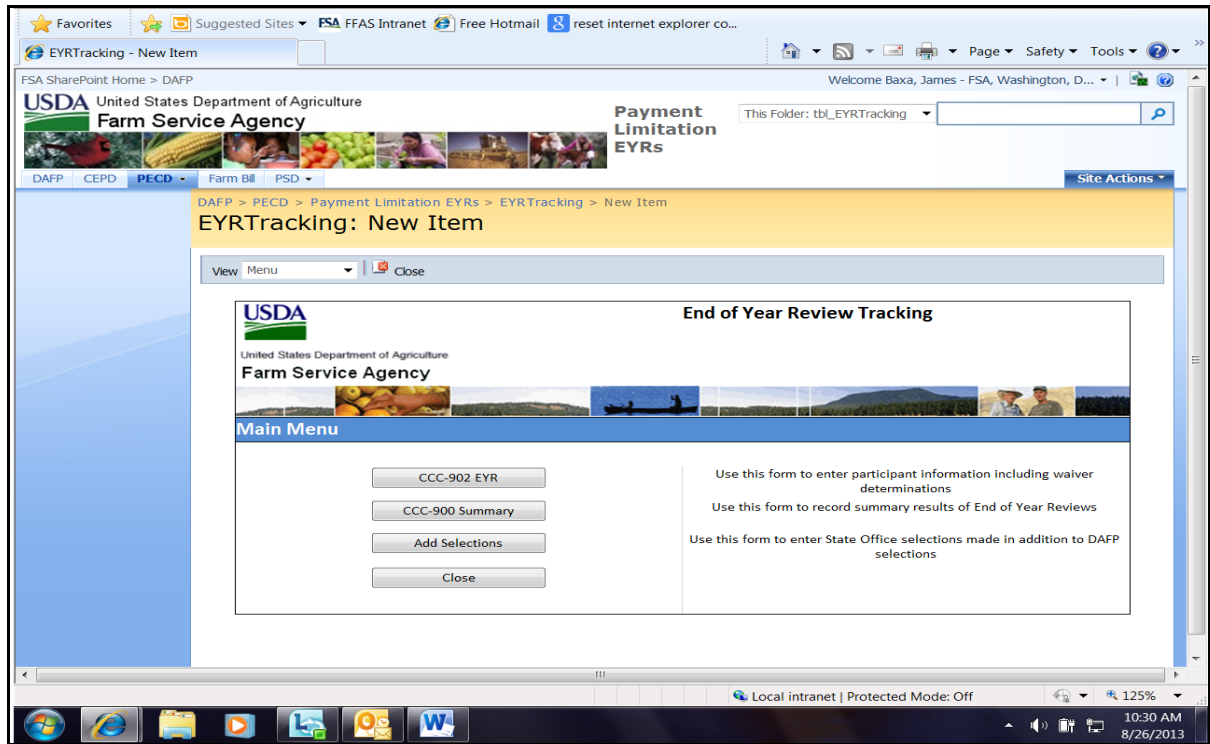 Favorites
Suggested Sites
FSA FFAS Intranet
Free Hotmail
8 reset internet explorer co...
EYRTracking - New Item
Page Safety Tools
FSA SharePoint Home > DAFP
Welcome Baxa, James - FSA, Washington, D...
USDA United States Department of Agriculture
Farm Service Agency
Payment
Limitation
EYRs
This Folder: tbl_EYRTracking
DAFP CEPD PECD Farm Bill PSD
Site Actions
DAFP > PECD > Payment Limitation EYRs > EYRTracking > New Item
EYRTracking: New Item
View Menu Close
USDA
End of Year Review Tracking
United States Department of Agriculture
Farm Service Agency
Main Menu
CCC-902 EYR
Use this form to enter participant information including waiver
determinations
CCC-900 Summary
Use this form to record summary results of End of Year Reviews
Add Selections
Use this form to enter State Office selections made in addition to DAFP
selections
Close
Local intranet | Protected Mode: Off
125%
10:30 AM
8/26/2013